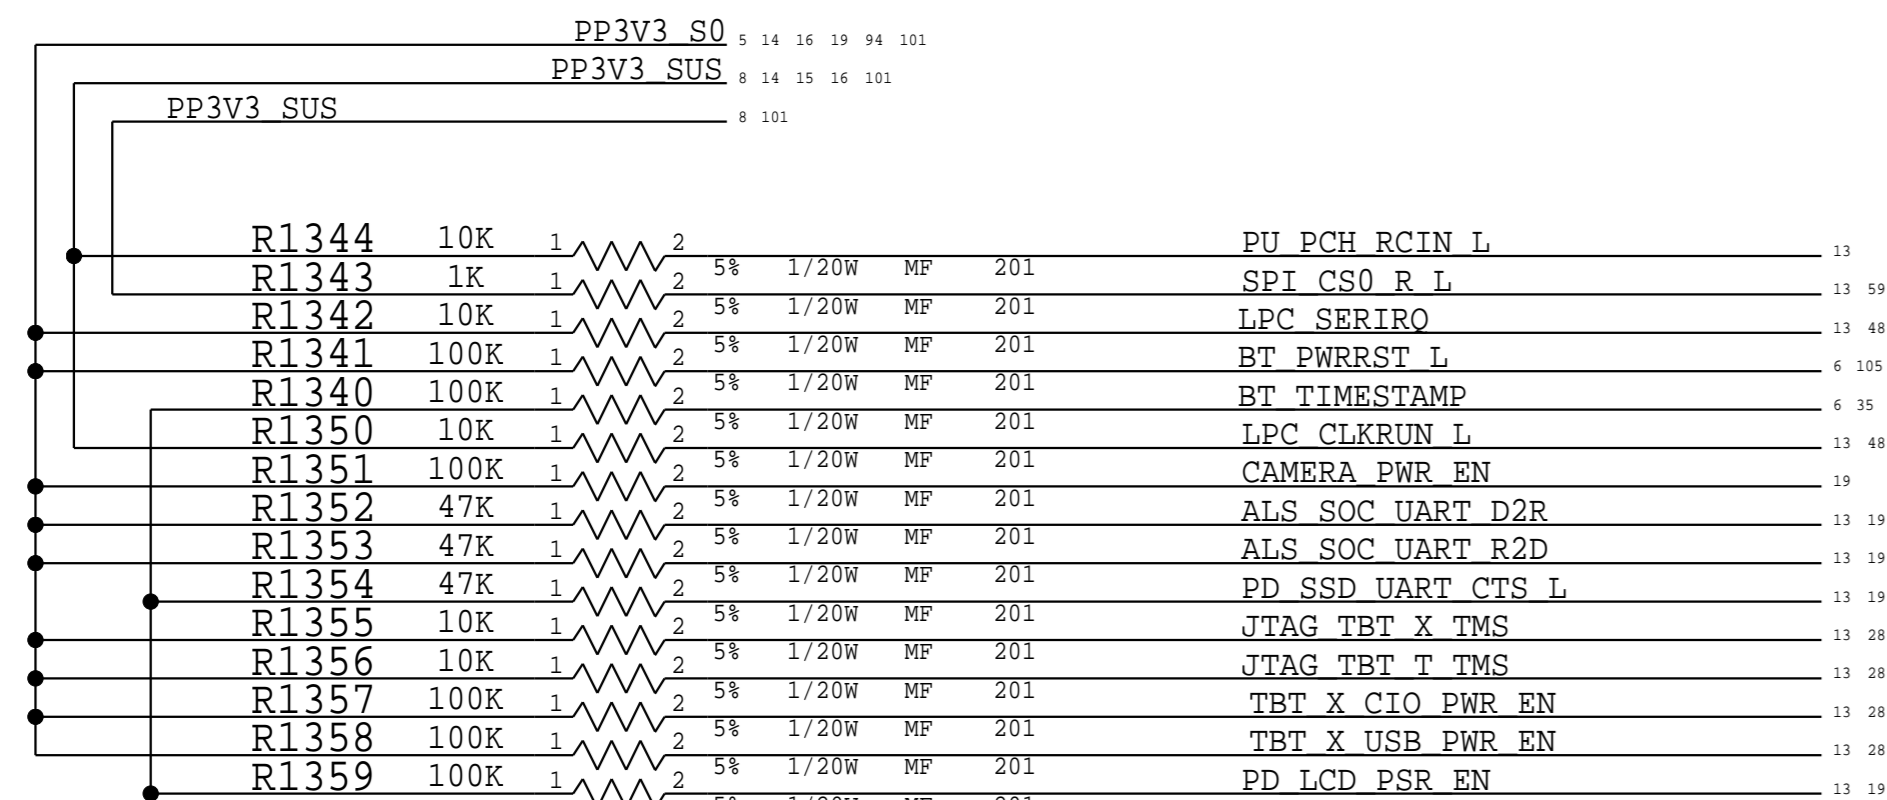 PP3V3_S0 5 14 16 19 94 101
PP3V3_SUS 8 14 15 16 101
PP3V3_SUS 8 101
R1344 10K 1 2 PU_PCH_RCIN_L 13
5% 1/20W MF 201
R1343 1K 1 2 SPI_CS0_R_L 13 59
5% 1/20W MF 201
R1342 10K 1 2 LPC_SERIRQ 13 48
5% 1/20W MF 201
R1341 100K 1 2 BT_PWRRST_L 6 105
5% 1/20W MF 201
R1340 100K 1 2 BT_TIMESTAMP 6 35
5% 1/20W MF 201
R1350 10K 1 2 LPC_CLKRUN_L 13 48
5% 1/20W MF 201
R1351 100K 1 2 CAMERA_PWR_EN 19
5% 1/20W MF 201
R1352 47K 1 2 ALS_SOC_UART_D2R 13 19
5% 1/20W MF 201
R1353 47K 1 2 ALS_SOC_UART_R2D 13 19
5% 1/20W MF 201
R1354 47K 1 2 PD_SSD_UART_CTS_L 13 19
5% 1/20W MF 201
R1355 10K 1 2 JTAG_TBT_X_TMS 13 28
5% 1/20W MF 201
R1356 10K 1 2 JTAG_TBT_T_TMS 13 28
5% 1/20W MF 201
R1357 100K 1 2 TBT_X_CIO_PWR_EN 13 28
5% 1/20W MF 201
R1358 100K 1 2 TBT_X_USB_PWR_EN 13 28
5% 1/20W MF 201
R1359 100K 1 2 PD_LCD_PSR_EN 13 19